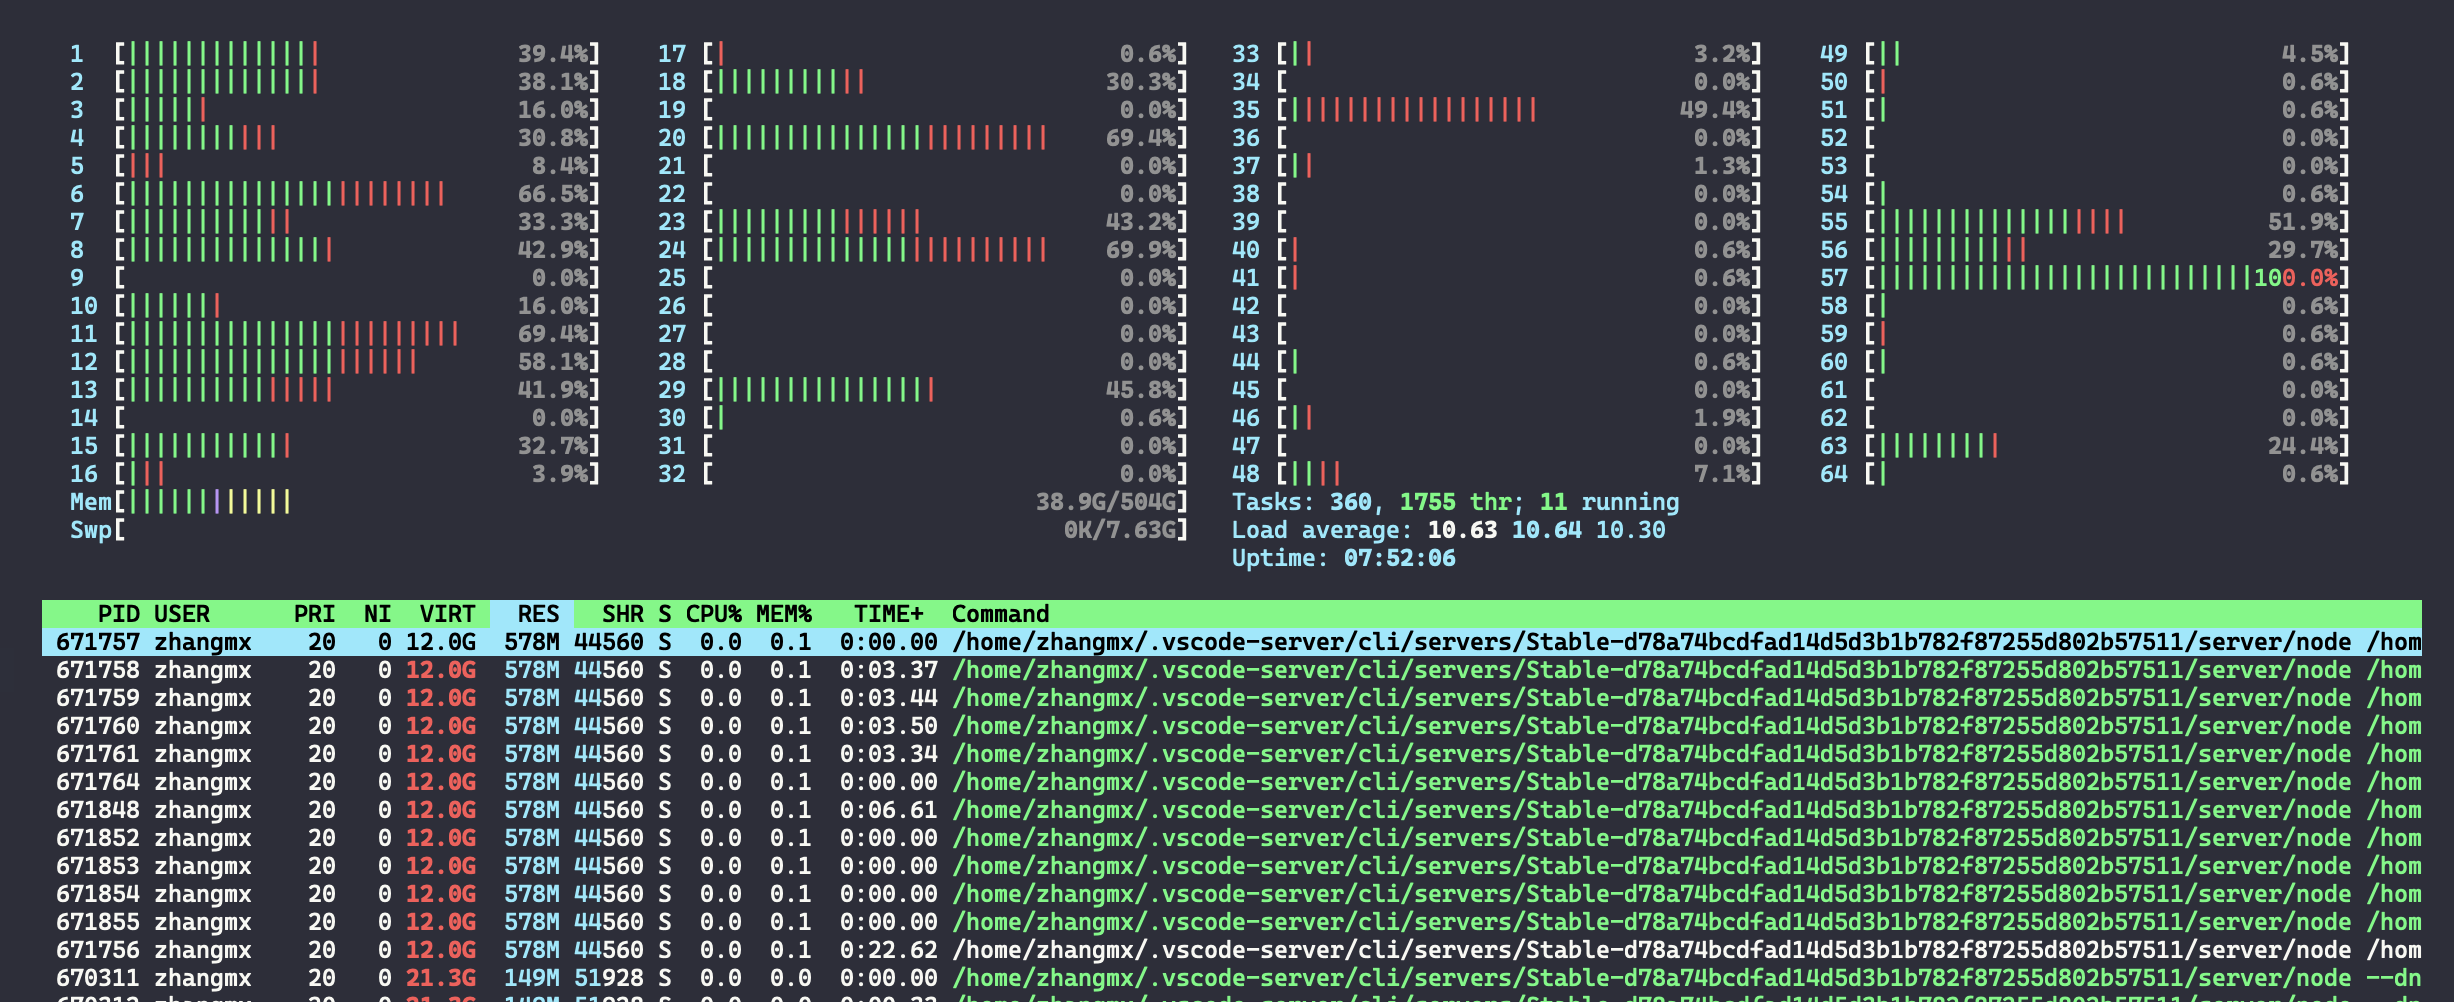 1 [||||||||||||||39.4%] 17 [|0.6%] 33 [||3.2%] 49 [||4.5%]
2 [||||||||||||||38.1%] 18 [|||||||||||30.3%] 34 [0.0%] 50 [|0.6%]
3 [||||||16.0%] 19 [0.0%] 35 [||||||||||||||||||49.4%] 51 [|0.6%]
4 [|||||||||||30.8%] 20 [||||||||||||||||||||||||69.4%] 36 [0.0%] 52 [0.0%]
5 [|||8.4%] 21 [0.0%] 37 [||1.3%] 53 [0.0%]
6 [|||||||||||||||||||||||66.5%] 22 [0.0%] 38 [0.0%] 54 [|0.6%]
7 [||||||||||||33.3%] 23 [|||||||||||||||43.2%] 39 [0.0%] 55 [||||||||||||||||||51.9%]
8 [|||||||||||||||42.9%] 24 [||||||||||||||||||||||||69.9%] 40 [|0.6%] 56 [|||||||||||29.7%]
9 [0.0%] 25 [0.0%] 41 [|0.6%] 57 [|||||||||||||||||||||||||||100.0%]
10 [|||||||16.0%] 26 [0.0%] 42 [0.0%] 58 [|0.6%]
11 [||||||||||||||||||||||||69.4%] 27 [0.0%] 43 [0.0%] 59 [|0.6%]
12 [|||||||||||||||||||||58.1%] 28 [0.0%] 44 [|0.6%] 60 [|0.6%]
13 [|||||||||||||||41.9%] 29 [||||||||||||||||45.8%] 45 [0.0%] 61 [0.0%]
14 [0.0%] 30 [|0.6%] 46 [||1.9%] 62 [0.0%]
15 [||||||||||||32.7%] 31 [0.0%] 47 [0.0%] 63 [|||||||||24.4%]
16 [|||3.9%] 32 [0.0%] 48 [||||7.1%] 64 [|0.6%]
Mem[||||||||||||38.9G/504G] Tasks: 360, 1755 thr; 11 running
Swp[0K/7.63G] Load average: 10.63 10.64 10.30
Uptime: 07:52:06
PID USER PRI NI VIRT RES SHR S CPU% MEM% TIME+ Command
671757 zhangmx 20 0 12.0G 578M 44560 S 0.0 0.1 0:00.00 /home/zhangmx/.vscode-server/cli/servers/Stable-d78a74bcdfad14d5d3b1b782f87255d802b57511/server/node /hom
671758 zhangmx 20 0 12.0G 578M 44560 S 0.0 0.1 0:03.37 /home/zhangmx/.vscode-server/cli/servers/Stable-d78a74bcdfad14d5d3b1b782f87255d802b57511/server/node /hom
671759 zhangmx 20 0 12.0G 578M 44560 S 0.0 0.1 0:03.44 /home/zhangmx/.vscode-server/cli/servers/Stable-d78a74bcdfad14d5d3b1b782f87255d802b57511/server/node /hom
671760 zhangmx 20 0 12.0G 578M 44560 S 0.0 0.1 0:03.50 /home/zhangmx/.vscode-server/cli/servers/Stable-d78a74bcdfad14d5d3b1b782f87255d802b57511/server/node /hom
671761 zhangmx 20 0 12.0G 578M 44560 S 0.0 0.1 0:03.34 /home/zhangmx/.vscode-server/cli/servers/Stable-d78a74bcdfad14d5d3b1b782f87255d802b57511/server/node /hom
671764 zhangmx 20 0 12.0G 578M 44560 S 0.0 0.1 0:00.00 /home/zhangmx/.vscode-server/cli/servers/Stable-d78a74bcdfad14d5d3b1b782f87255d802b57511/server/node /hom
671848 zhangmx 20 0 12.0G 578M 44560 S 0.0 0.1 0:06.61 /home/zhangmx/.vscode-server/cli/servers/Stable-d78a74bcdfad14d5d3b1b782f87255d802b57511/server/node /hom
671852 zhangmx 20 0 12.0G 578M 44560 S 0.0 0.1 0:00.00 /home/zhangmx/.vscode-server/cli/servers/Stable-d78a74bcdfad14d5d3b1b782f87255d802b57511/server/node /hom
671853 zhangmx 20 0 12.0G 578M 44560 S 0.0 0.1 0:00.00 /home/zhangmx/.vscode-server/cli/servers/Stable-d78a74bcdfad14d5d3b1b782f87255d802b57511/server/node /hom
671854 zhangmx 20 0 12.0G 578M 44560 S 0.0 0.1 0:00.00 /home/zhangmx/.vscode-server/cli/servers/Stable-d78a74bcdfad14d5d3b1b782f87255d802b57511/server/node /hom
671855 zhangmx 20 0 12.0G 578M 44560 S 0.0 0.1 0:00.00 /home/zhangmx/.vscode-server/cli/servers/Stable-d78a74bcdfad14d5d3b1b782f87255d802b57511/server/node /hom
671756 zhangmx 20 0 12.0G 578M 44560 S 0.0 0.1 0:22.62 /home/zhangmx/.vscode-server/cli/servers/Stable-d78a74bcdfad14d5d3b1b782f87255d802b57511/server/node /hom
670311 zhangmx 20 0 21.3G 149M 51928 S 0.0 0.0 0:00.00 /home/zhangmx/.vscode-server/cli/servers/Stable-d78a74bcdfad14d5d3b1b782f87255d802b57511/server/node --dn